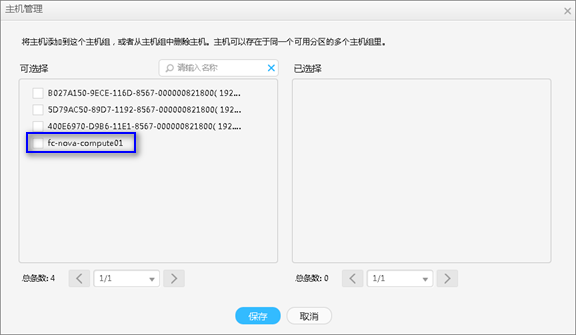 主机管理
将主机添加到这个主机组，或者从主机组中删除主机。主机可以存在于同一个可用分区的多个主机组里。
可选择
请输入名称
已选择
B027A150-9ECE-116D-8567-000000821800( 192...
5D79AC50-89D7-1192-8567-000000821800( 192...
400E6970-D9B6-11E1-8567-000000821800( 192....
fc-nova-compute01
总条数: 4
1/1
总条数: 0
1/1
保存
取消